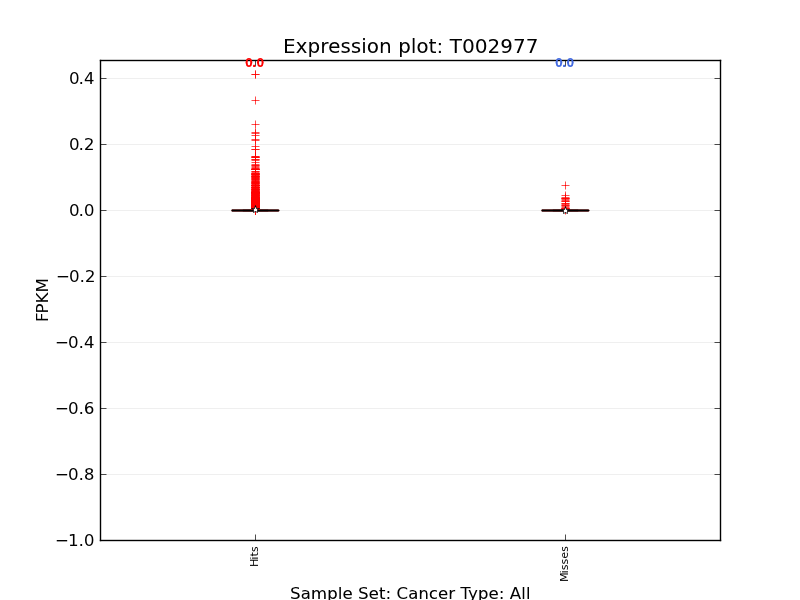 Expression plot: T002977
0.0 0.0
0.4
0.2
0.0
−0.2
−0.4
−0.6
−0.8
−1.0
FPKM
Hits Misses
Sample Set: Cancer Type: All